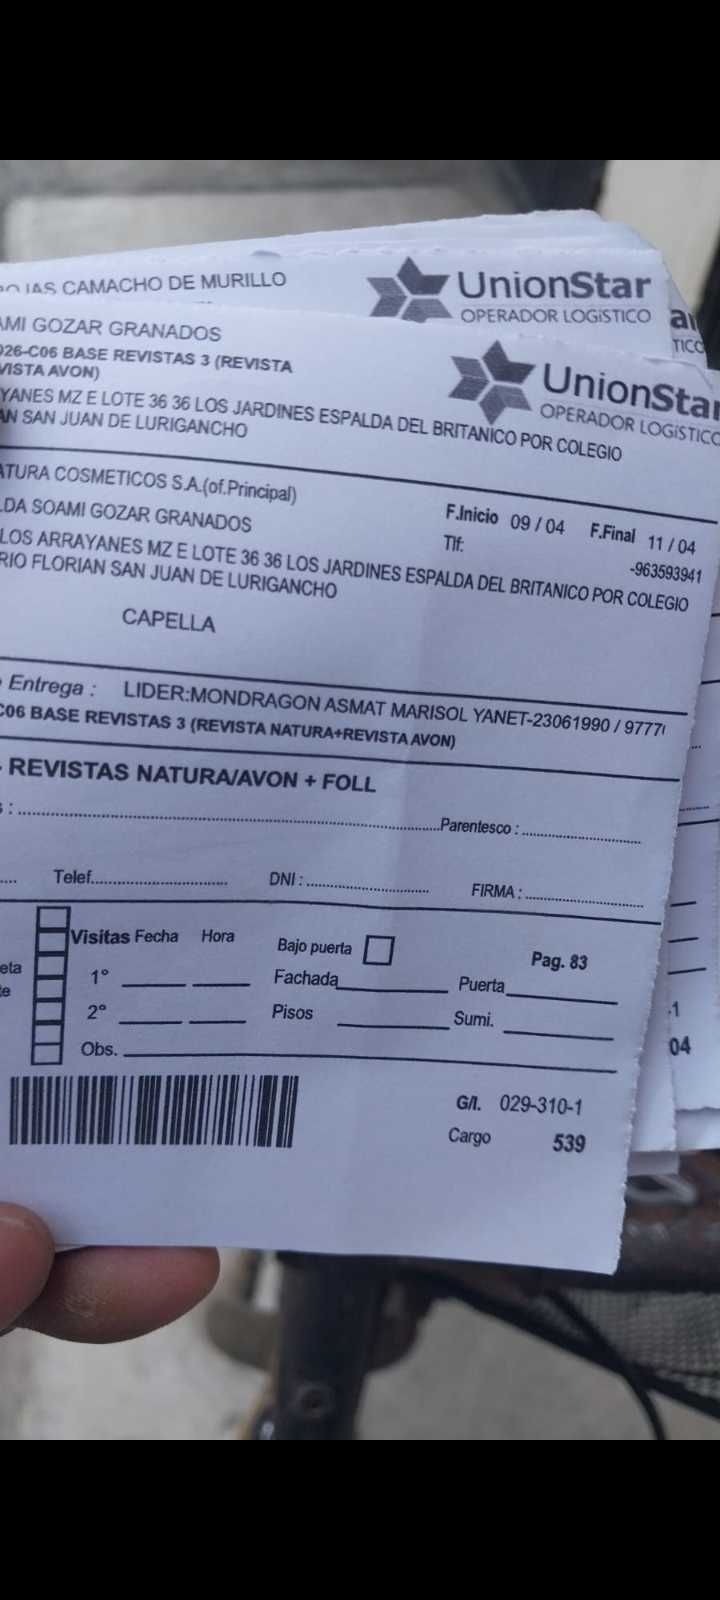 CAMACHO DE MURILLO
UnionStar
OPERADOR LOGíSTICO
AMI GOZAR GRANADOS
026-C06 BASE REVISTAS 3 (REVISTA
VISTA AVON)
UnionStar
OPERADOR LOGíSTICO
YANES MZ E LOTE 36 36 LOS JARDINES ESPALDA DEL BRITANICO POR COLEGIO
AN SAN JUAN DE LURIGANCHO
ATURA COSMETICOS S.A.(of.Principal)
F.Inicio 09 / 04 F.Final 11 / 04
LDA SOAMI GOZAR GRANADOS
Tlf: -963593941
LOS ARRAYANES MZ E LOTE 36 36 LOS JARDINES ESPALDA DEL BRITANICO POR COLEGIO
RIO FLORIAN SAN JUAN DE LURIGANCHO
CAPELLA
Entrega : LIDER:MONDRAGON ASMAT MARISOL YANET-23061990 / 9777
C06 BASE REVISTAS 3 (REVISTA NATURA+REVISTA AVON)
- REVISTAS NATURA/AVON + FOLL
Parentesco :
Telef. DNI : FIRMA :
Visitas Fecha Hora Bajo puerta Pag. 83
eta
1° Fachada Puerta
te
2° Pisos Sumi.
Obs.
G/I. 029-310-1
Cargo 539
-1
04